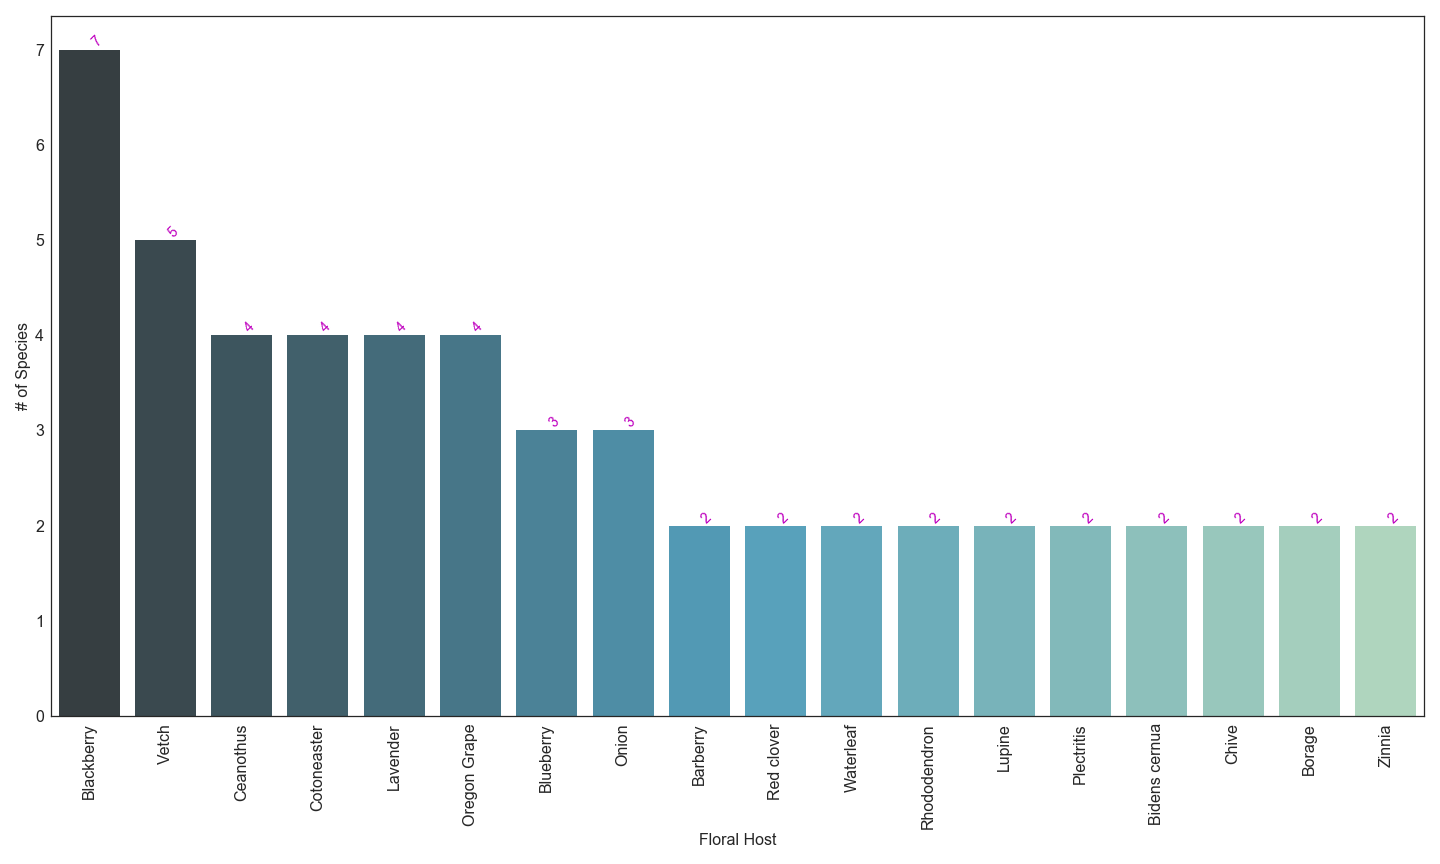 7
6
5
4
3
2
1
0
# of Species
7
5
4
4
4
4
3
3
2
2
2
2
2
2
2
2
2
2
Blackberry
Vetch
Ceanothus
Cotoneaster
Lavender
Oregon Grape
Blueberry
Onion
Barberry
Red clover
Waterleaf
Rhododendron
Lupine
Plectritis
Bidens cernua
Chive
Borage
Zinnia
Floral Host